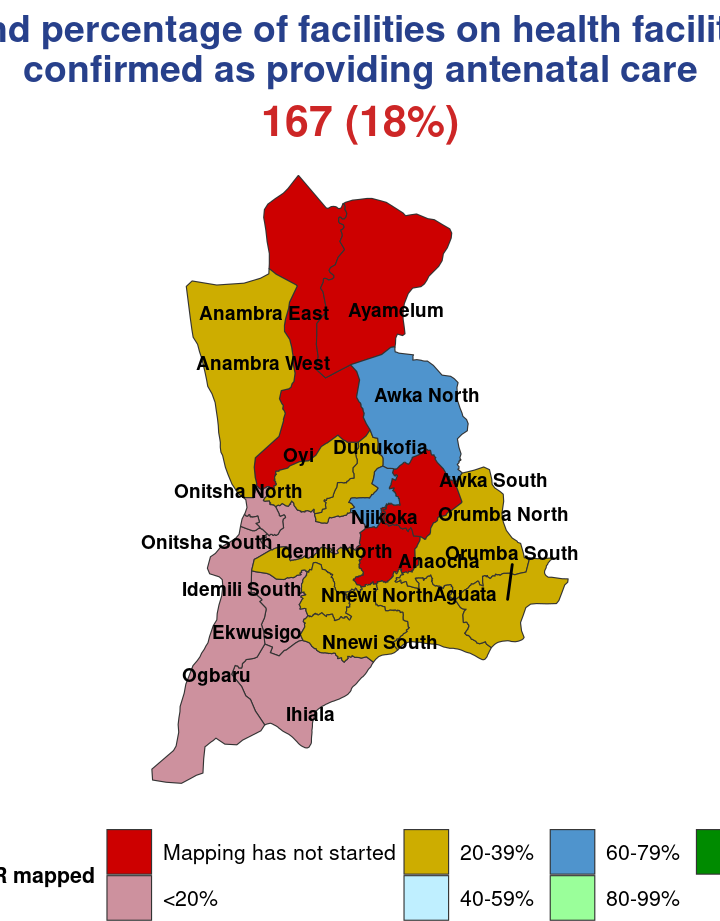 percentage of facilities on health
confirmed as providing antenatal care
167 (18%)
Anambra East
Ayamelum
Anambra West
Awka North
Dunukofia
Oyi
Awka South
Onitsha North
Orumba North
Njikoka
Onitsha South
Idemili North
Orumba South
Anaocha
Idemili South
Nnewi North
Aguata
Ekwusigo
Nnewi South
Ogbaru
Ihiala
Mapping has not started
20-39%
60-79%
R mapped
<20%
40-59%
80-99%